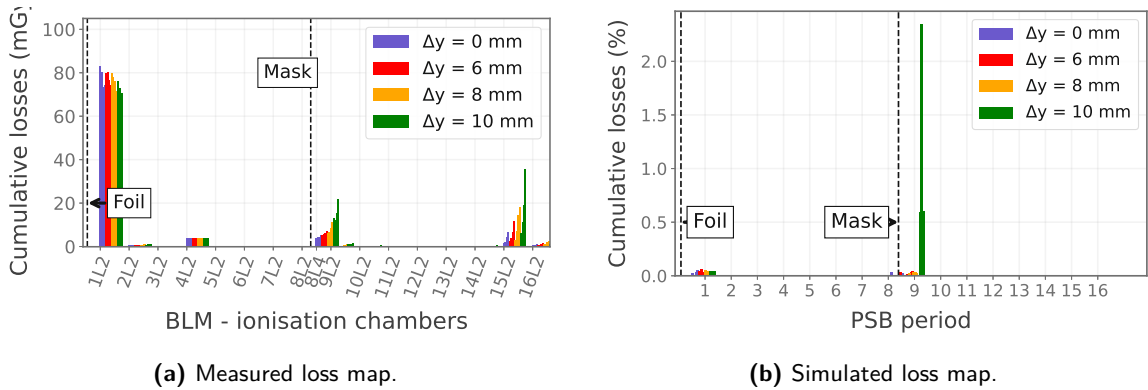 Cumulative losses (mGy
100
80
60
40
20
0
Δy = 0 mm
Δy = 6 mm
Δy = 8 mm
Δy = 10 mm
Mask
Foil
1L2
2L2
3L2
4L2
5L2
6L2
7L2
8L2
8L4
9L2
10L2
11L2
12L2
13L2
14L2
15L2
16L2
BLM - ionisation chambers
(a) Measured loss map.
Cumulative losses (%)
2.0
1.5
1.0
0.5
0.0
Δy = 0 mm
Δy = 6 mm
Δy = 8 mm
Δy = 10 mm
Foil
Mask
1 2 3 4 5 6 7 8 9 10 11 12 13 14 15 16
PSB period
(b) Simulated loss map.